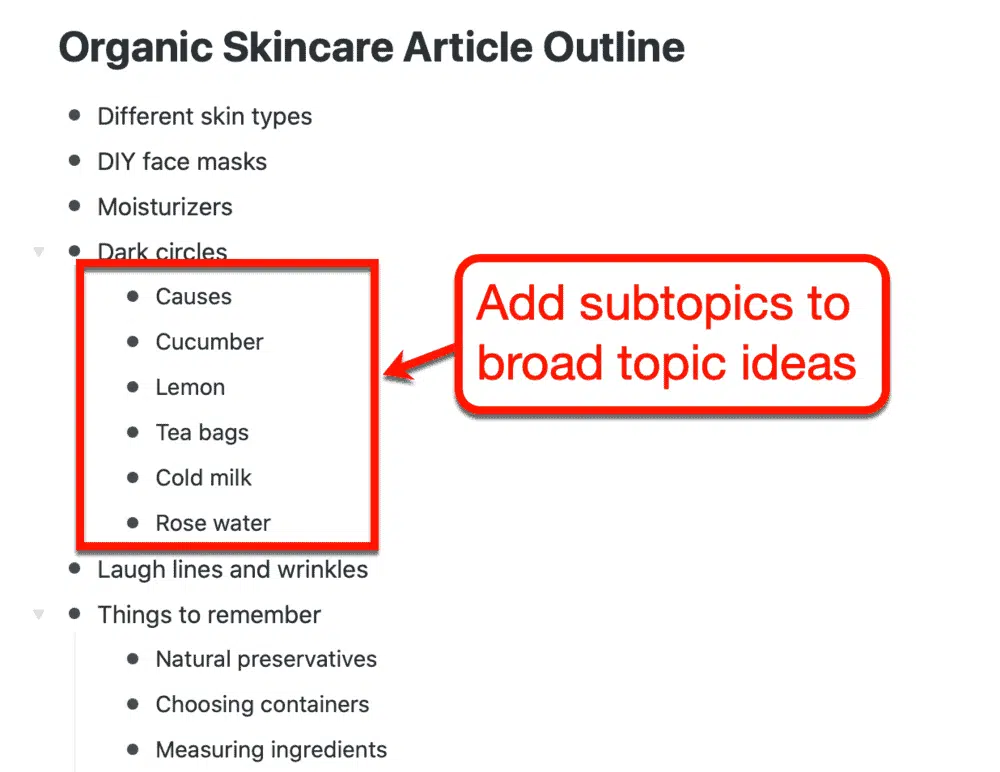 Organic Skincare Article Outline
Different skin types
DIY face masks
Moisturizers
Dark circles
Causes
Cucumber
Lemon
Tea bags
Cold milk
Rose water
Add subtopics to
broad topic ideas
Laugh lines and wrinkles
Things to remember
Natural preservatives
Choosing containers
Measuring ingredients